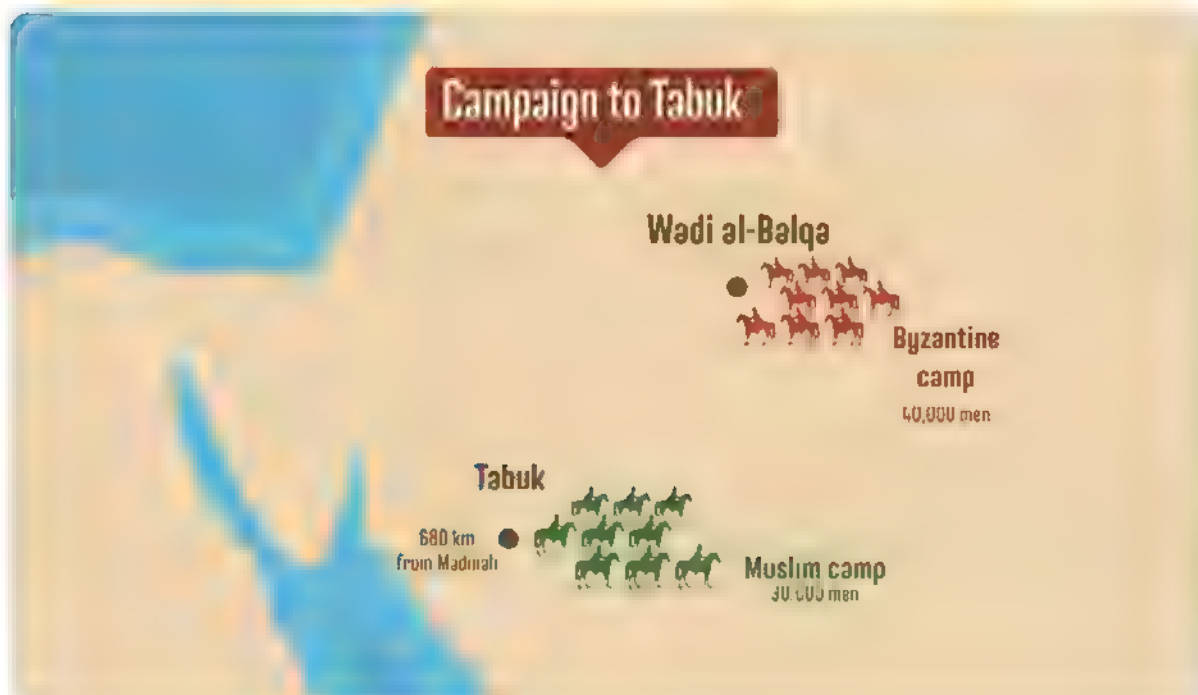 Campaign to Tabuk
Wadi al-Balqa
Byzantine
camp
40,000 men
Tabuk
680 km
from Madinah
Muslim camp
30,000 men